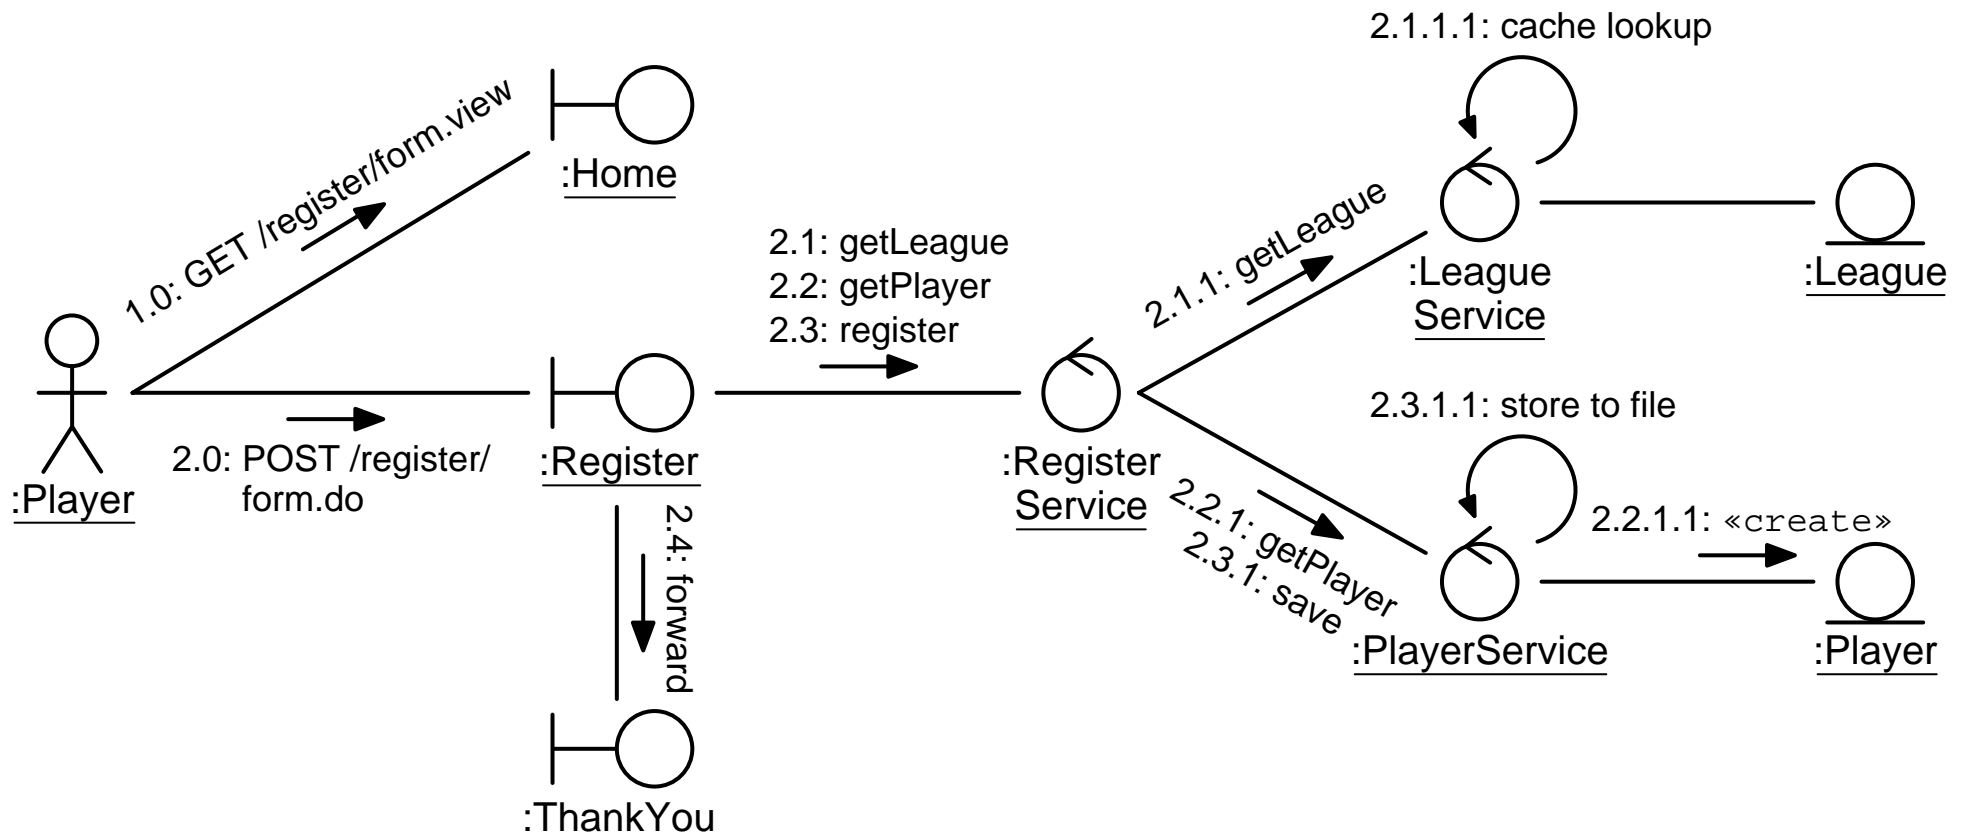 2.1.1.1: cache lookup
1.0: GET /register/form.view
:Home
2.1: getLeague
2.2: getPlayer
2.3: register
2.1.1: getLeague
:League
Service
:League
:Player
2.0: POST /register/
form.do
:Register
:Register
Service
2.3.1.1: store to file
2.2.1: getPlayer
2.3.1: save
2.2.1.1: «create»
:PlayerService
:Player
2.4: forward
:ThankYou